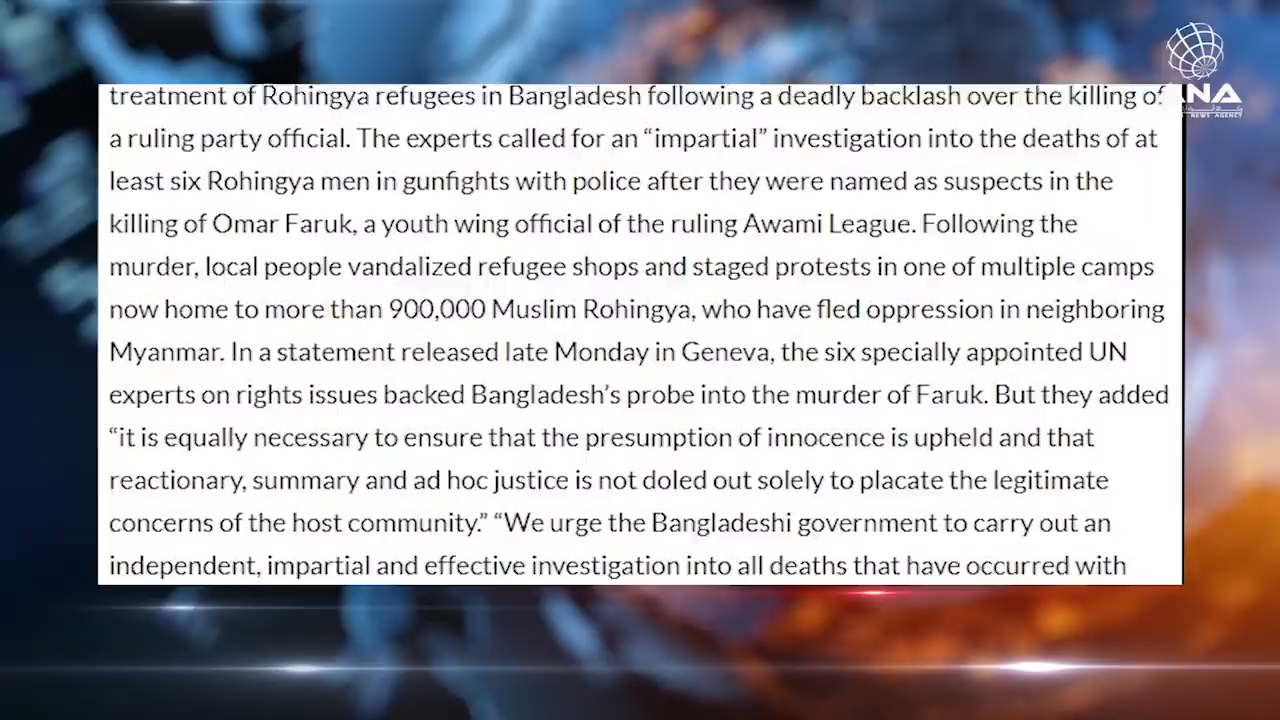 treatment of Rohingya refugees in Bangladesh following a deadly backlash over the killing of
a ruling party official. The experts called for an “impartial” investigation into the deaths of at
least six Rohingya men in gunfights with police after they were named as suspects in the
killing of Omar Faruk, a youth wing official of the ruling Awami League. Following the
murder, local people vandalized refugee shops and staged protests in one of multiple camps
now home to more than 900,000 Muslim Rohingya, who have fled oppression in neighboring
Myanmar. In a statement released late Monday in Geneva, the six specially appointed UN
experts on rights issues backed Bangladesh’s probe into the murder of Faruk. But they added
“it is equally necessary to ensure that the presumption of innocence is upheld and that
reactionary, summary and ad hoc justice is not doled out solely to placate the legitimate
concerns of the host community.” “We urge the Bangladeshi government to carry out an
independent, impartial and effective investigation into all deaths that have occurred with
NEWS AGENCY